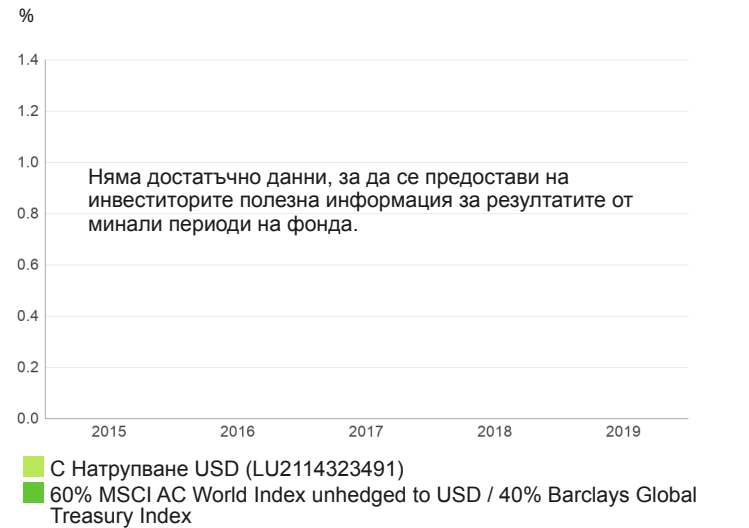 %
1.4
1.2
1.0
Няма достатъчно данни, за да се предостави на
инвеститорите полезна информация за резултатите от
минали периоди на фонда.
0.8
0.6
0.4
0.2
0.0
2015 2016 2017 2018 2019
C Натрупване USD (LU2114323491)
60% MSCI AC World Index unhedged to USD / 40% Barclays Global
Treasury Index